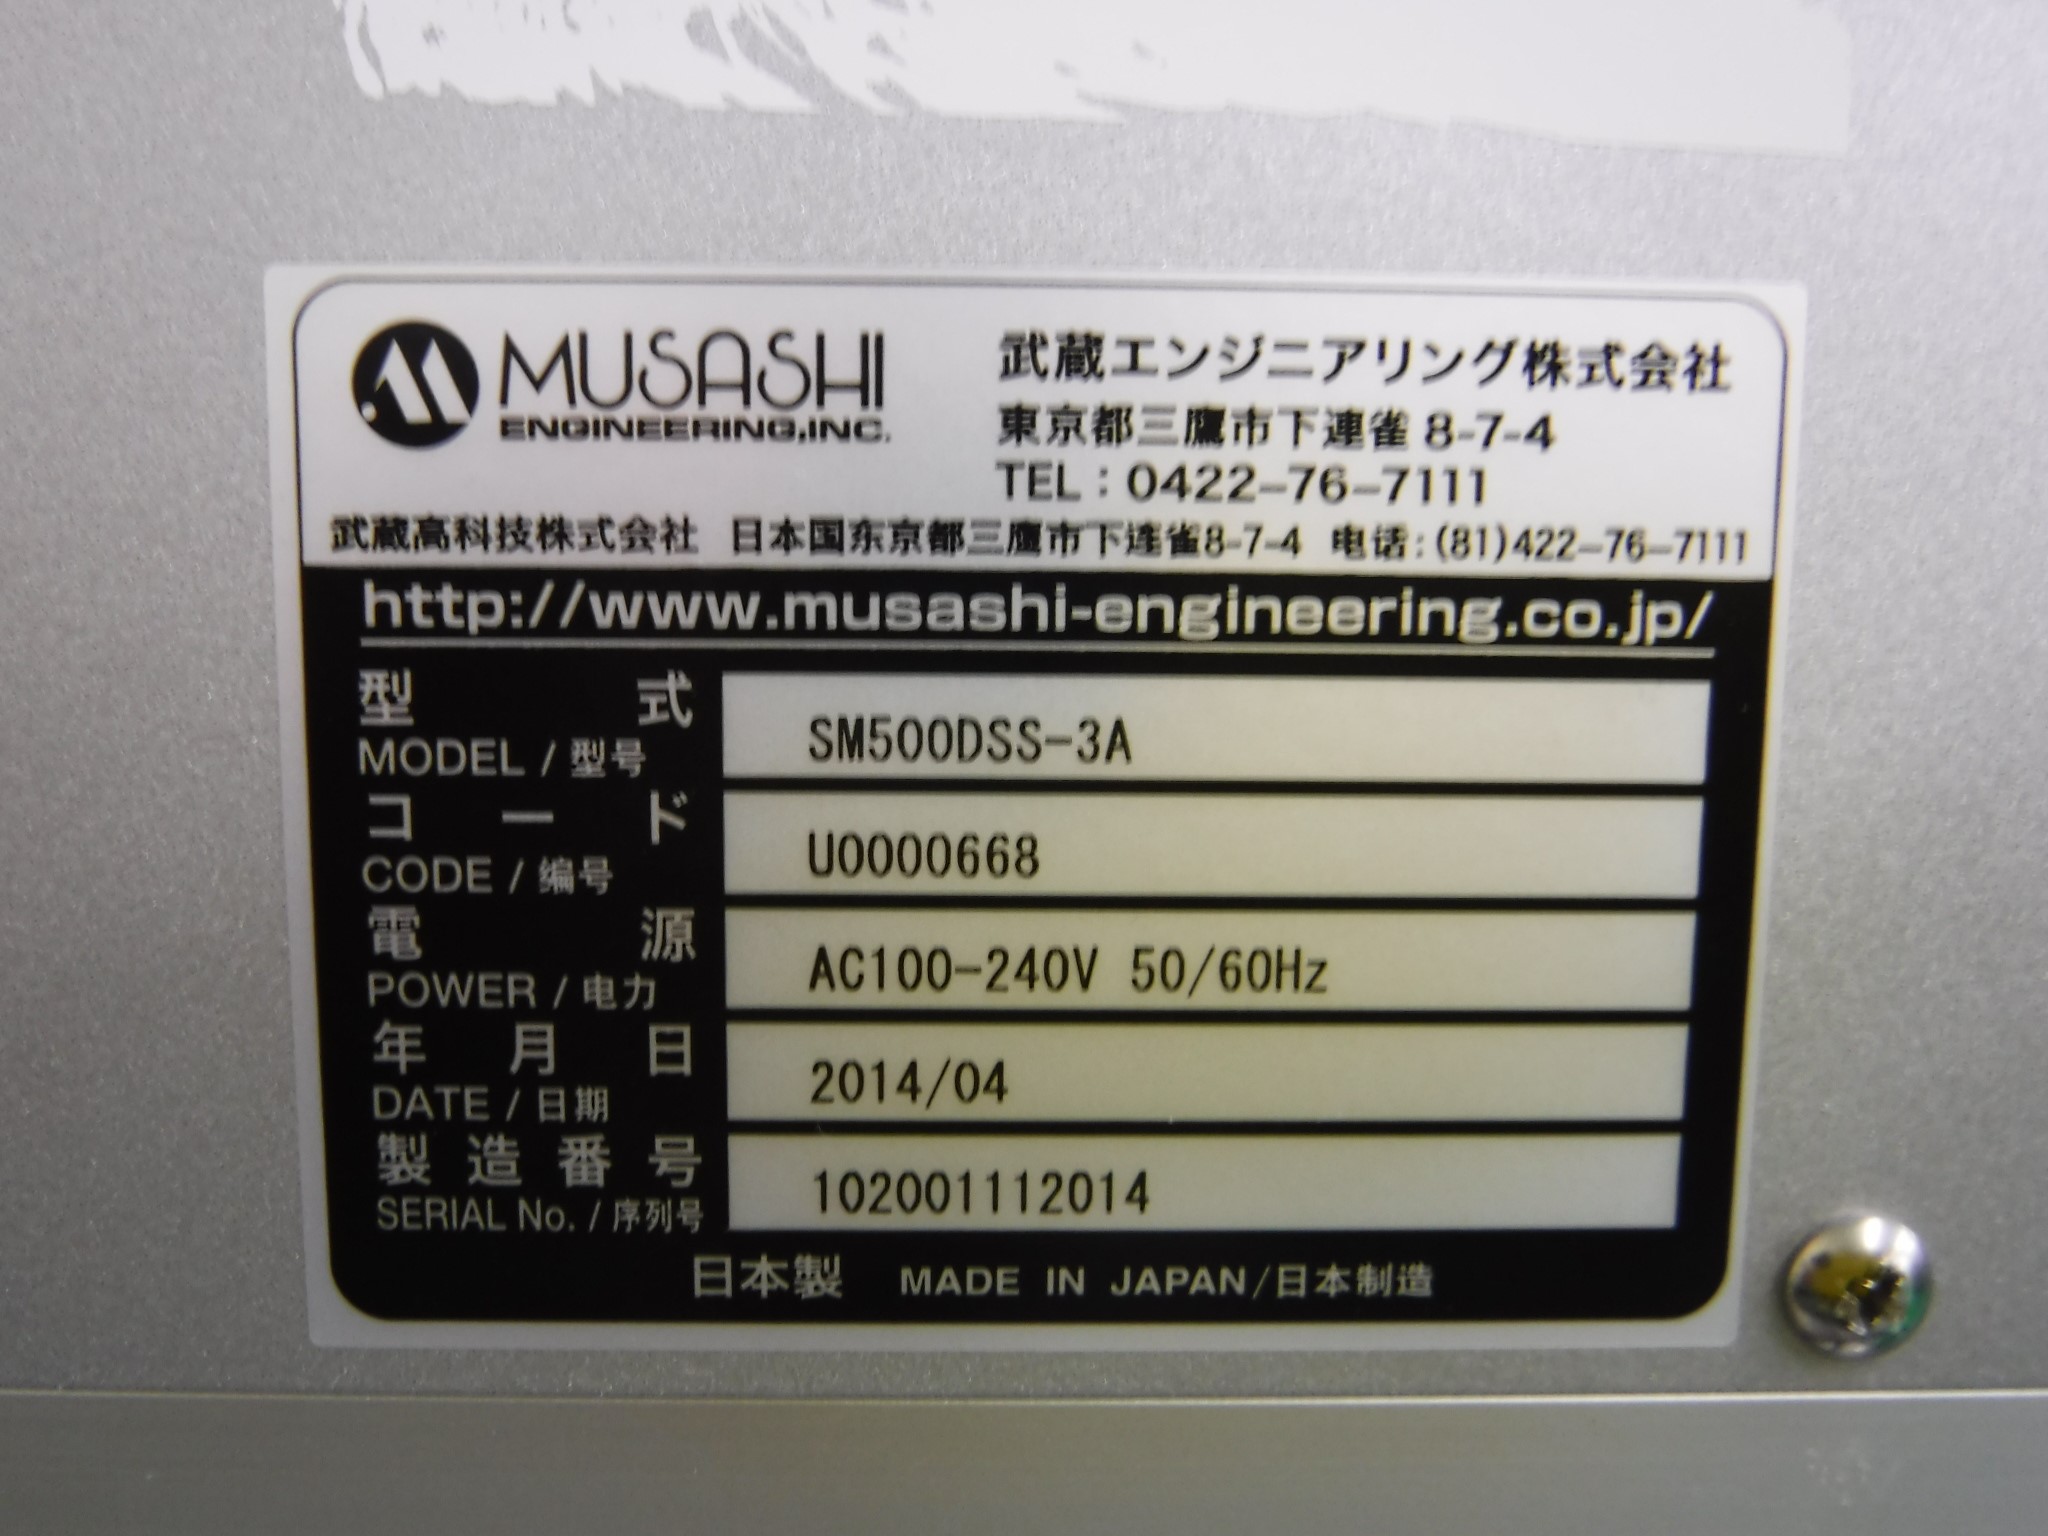 MUSASHI
ENGINEERING,INC.
武蔵エンジニアリング株式会社
東京都三鷹市下連雀 8-7-4
TEL：0422-76-7111
武蔵高科技株式会社 日本国东京都三鹰市下连雀8-7-4 电话:(81)422-76-7111
http://www.musashi-engineering.co.jp/
型式 SM500DSS-3A
MODEL / 型号
コード U0000668
CODE / 编号
電源 AC100-240V 50/60Hz
POWER / 电力
年月日 2014/04
DATE / 日期
製造番号 102001112014
SERIAL No. / 序列号
日本製 MADE IN JAPAN/日本制造